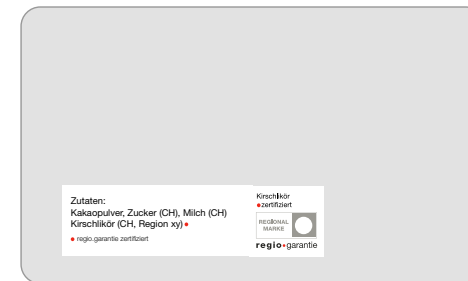 Zutaten:
Kakaopulver, Zucker (CH), Milch (CH)
Kirschlikör (CH, Region xy)•
• regio.garantie zertifiziert
Kirschlikör
•zertifiziert
REGIONAL
MARKE
regio•garantie